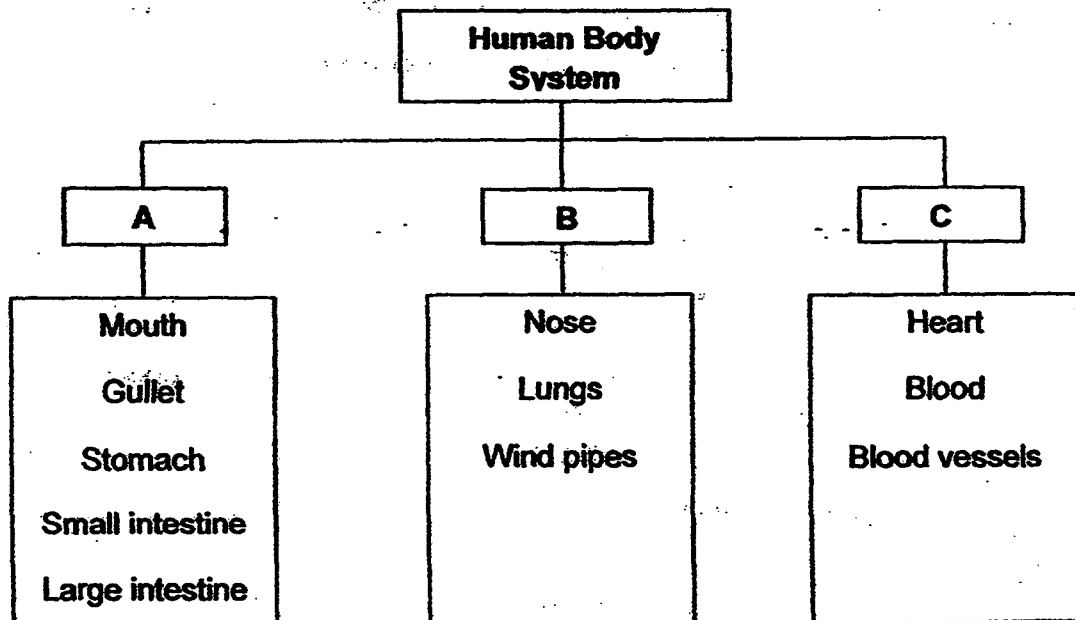 Human Body
System
A
B
C
Mouth
Gullet
Stomach
Small intestine
Large intestine
Nose
Lungs
Wind pipes
Heart
Blood
Blood vessels